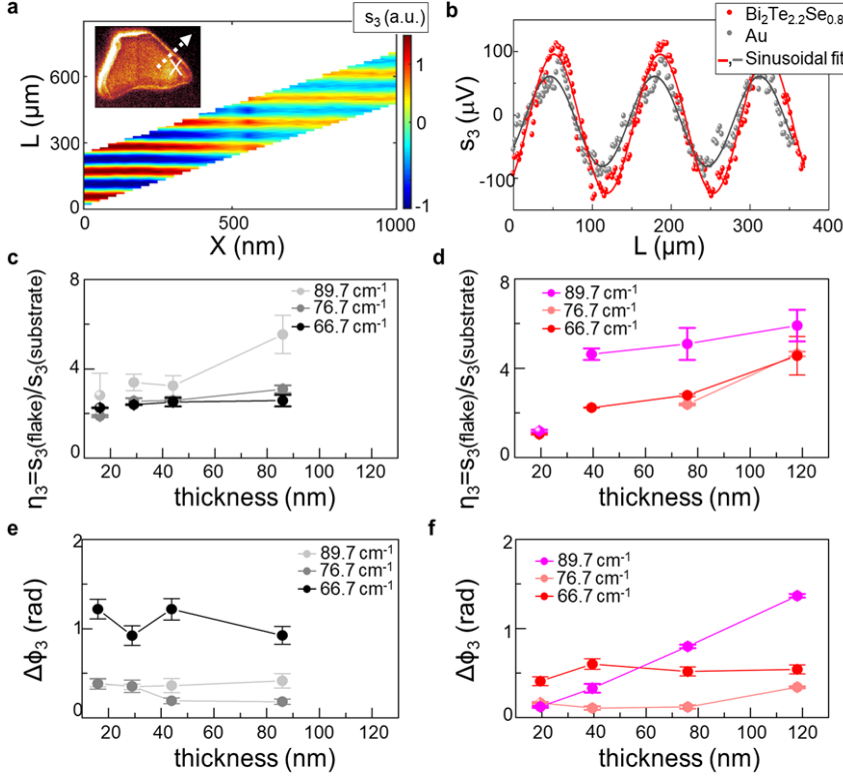 a
s₃ (a.u.)
1
0
-1
L (μm)
600
300
0
0
500
1000
X (nm)
b
Bi₂Te₂.₂Se₀.₈
Au
Sinusoidal fit
s₃ (μV)
100
0
-100
0
100
200
300
400
L (μm)
c
η₃=s₃(flake)/s₃(substrate)
8
4
0
89.7 cm⁻¹
76.7 cm⁻¹
66.7 cm⁻¹
20
40
60
80
100
120
thickness (nm)
d
η₃=s₃(flake)/s₃(substrate)
8
4
0
89.7 cm⁻¹
76.7 cm⁻¹
66.7 cm⁻¹
20
40
60
80
100
120
thickness (nm)
e
Δϕ₃ (rad)
2
1
0
89.7 cm⁻¹
76.7 cm⁻¹
66.7 cm⁻¹
20
40
60
80
100
120
thickness (nm)
f
Δϕ₃ (rad)
2
1
0
89.7 cm⁻¹
76.7 cm⁻¹
66.7 cm⁻¹
20
40
60
80
100
120
thickness (nm)